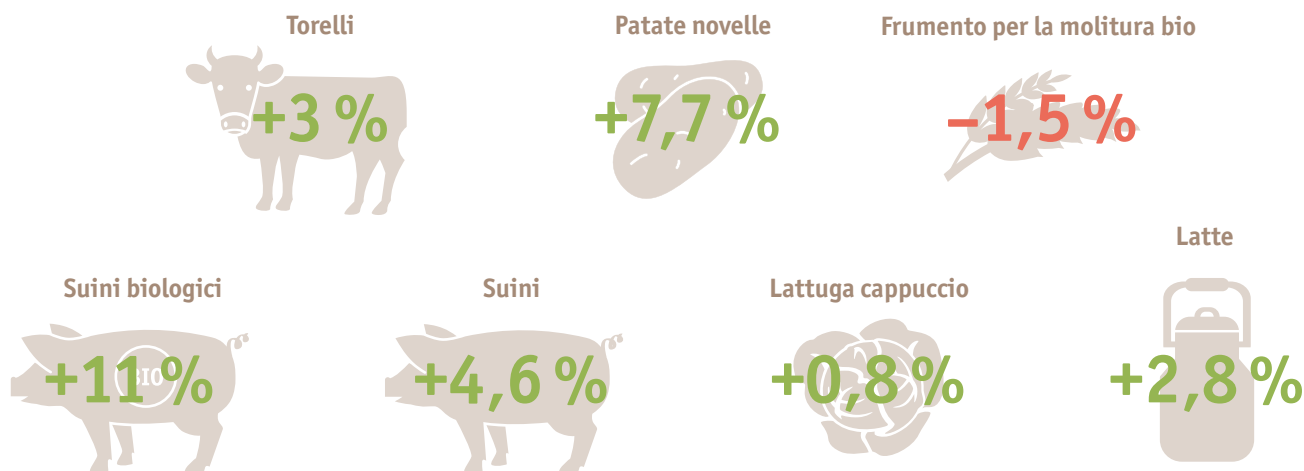 Torelli
+3 %
Patate novelle
+7,7 %
Frumento per la molitura bio
–1,5 %
Suini biologici
BIO
+11 %
Suini
+4,6 %
Lattuga cappuccio
+0,8 %
Latte
+2,8 %